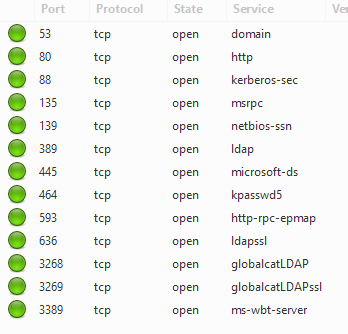 Port Protocol State Service Ver
53 tcp open domain
80 tcp open http
88 tcp open kerberos-sec
135 tcp open msrpc
139 tcp open netbios-ssn
389 tcp open ldap
445 tcp open microsoft-ds
464 tcp open kpasswd5
593 tcp open http-rpc-epmap
636 tcp open ldapssl
3268 tcp open globalcatLDAP
3269 tcp open globalcatLDAPssl
3389 tcp open ms-wbt-server